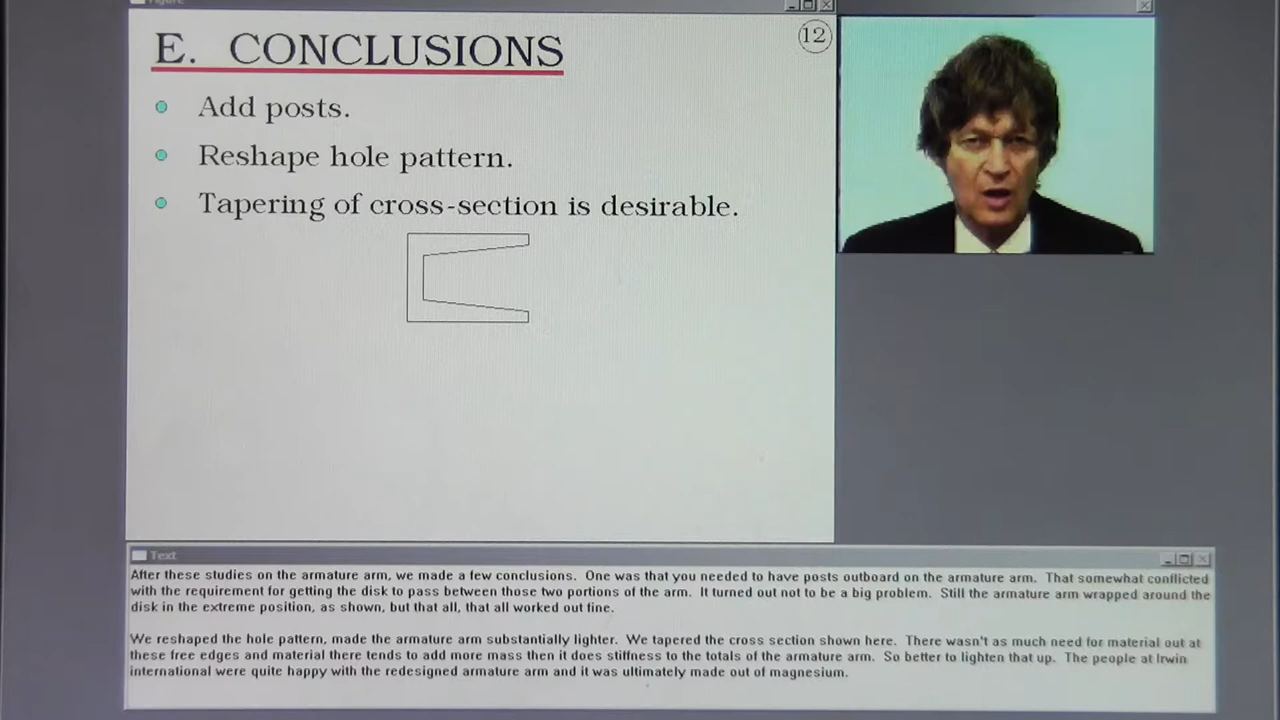 Figure
E. CONCLUSIONS
12
Add posts.
Reshape hole pattern.
Tapering of cross-section is desirable.
Text
After these studies on the armature arm, we made a few conclusions. One was that you needed to have posts outboard on the armature arm. That somewhat conflicted
with the requirement for getting the disk to pass between those two portions of the arm. It turned out not to be a big problem. Still the armature arm wrapped around the
disk in the extreme position, as shown, but that all, that all worked out fine.
We reshaped the hole pattern, made the armature arm substantially lighter. We tapered the cross section shown here. There wasn't as much need for material out at
these free edges and material there tends to add more mass then it does stiffness to the totals of the armature arm. So better to lighten that up. The people at Irwin
international were quite happy with the redesigned armature arm and it was ultimately made out of magnesium.